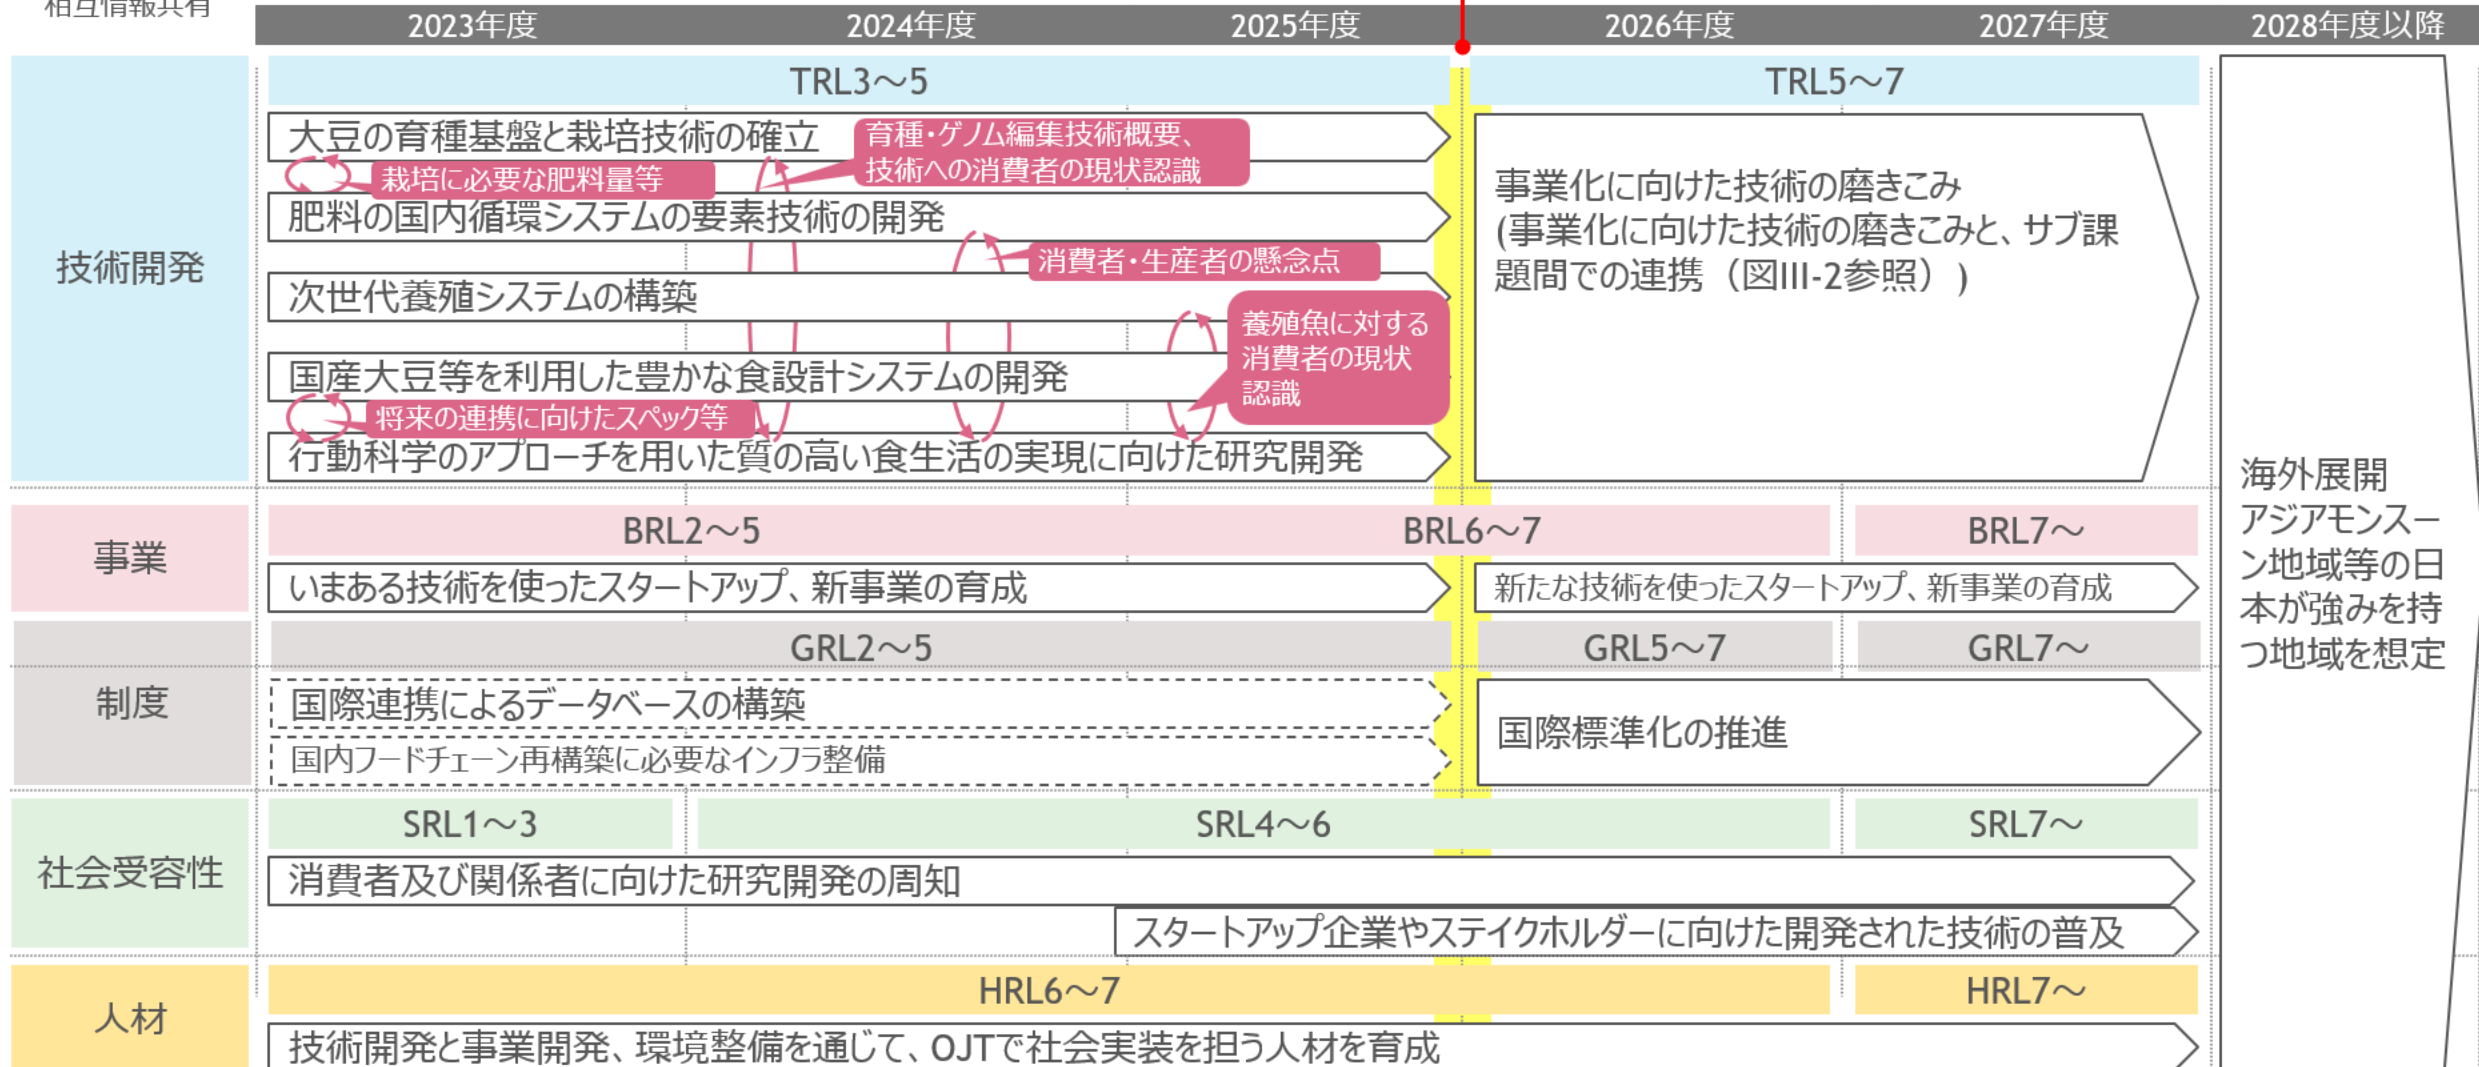 相互情報共有
2023年度
2024年度
2025年度
2026年度
2027年度
2028年度以降
技術開発
TRL3～5
TRL5～7
大豆の育種基盤と栽培技術の確立
育種・ゲノム編集技術概要、
技術への消費者の現状認識
栽培に必要な肥料量等
肥料の国内循環システムの要素技術の開発
消費者・生産者の懸念点
次世代養殖システムの構築
養殖魚に対する
消費者の現状
認識
国産大豆等を利用した豊かな食設計システムの開発
将来の連携に向けたスペック等
行動科学のアプローチを用いた質の高い食生活の実現に向けた研究開発
事業化に向けた技術の磨きこみ
(事業化に向けた技術の磨きこみと、サブ課
題間での連携（図III-2参照）)
事業
BRL2～5
BRL6～7
BRL7～
いまある技術を使ったスタートアップ、新事業の育成
新たな技術を使ったスタートアップ、新事業の育成
制度
GRL2～5
GRL5～7
GRL7～
国際連携によるデータベースの構築
国内フードチェーン再構築に必要なインフラ整備
国際標準化の推進
社会受容性
SRL1～3
SRL4～6
SRL7～
消費者及び関係者に向けた研究開発の周知
スタートアップ企業やステイクホルダーに向けた開発された技術の普及
人材
HRL6～7
HRL7～
技術開発と事業開発、環境整備を通じて、OJTで社会実装を担う人材を育成
海外展開
アジアモンスー
ン地域等の日
本が強みを持
つ地域を想定